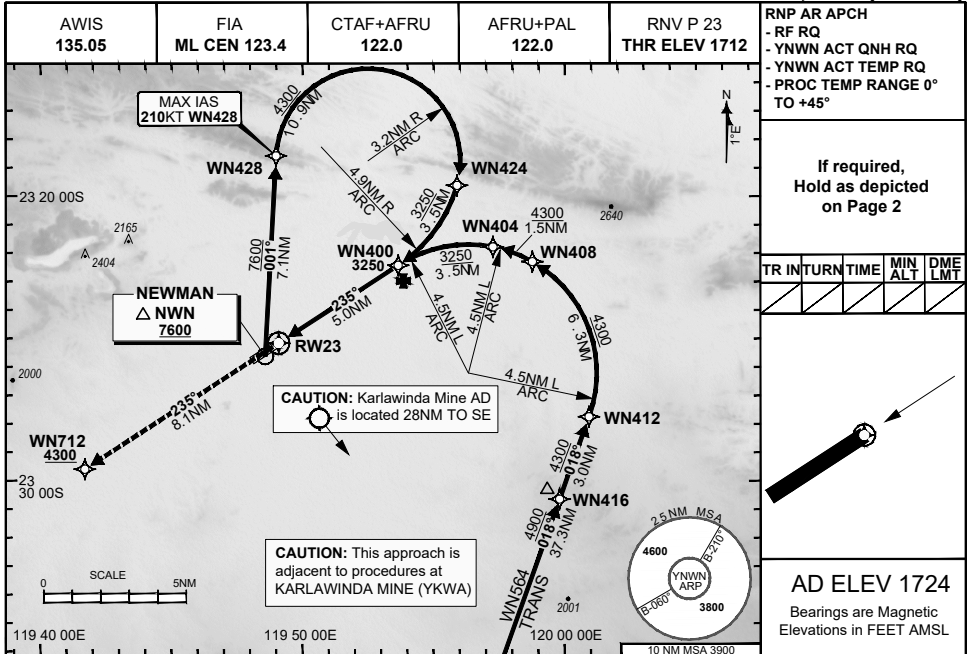 AWIS
135.05
FIA
ML CEN 123.4
CTAF+AFRU
122.0
AFRU+PAL
122.0
RNV P 23
THR ELEV 1712
RNP AR APCH
- RF RQ
- YNWN ACT QNH RQ
- YNWN ACT TEMP RQ
- PROC TEMP RANGE 0°
TO +45°
If required,
Hold as depicted
on Page 2
TR IN TURN TIME MIN ALT DME LMT
MAX IAS
210KT WN428
WN428
4300
10.9NM
3.2NM R
ARC
N
1°E
WN424
4.9NM R
ARC
3250
3.5NM
23 20 00S
2640
WN404
4300
1.5NM
WN408
2165
2404
WN400
3250
3250
3.5NM
7600
001°
7.1NM
4.5NM L
ARC
4.5NM L
ARC
4300
6.3NM
NEWMAN
NWN
7600
235°
5.0NM
RW23
2000
4.5NM L
ARC
CAUTION: Karlawinda Mine AD
is located 28NM TO SE
WN412
235°
8.1NM
WN712
4300
4300
018°
3.0NM
23
30 00S
WN416
4900
018°
37.3NM
WN564
TRANS
25NM MSA
4600
B-210°
YNWN
ARP
B-060°
3800
CAUTION: This approach is
adjacent to procedures at
KARLAWINDA MINE (YKWA)
0 SCALE 5NM
2001
119 40 00E
119 50 00E
120 00 00E
10 NM MSA 3900
AD ELEV 1724
Bearings are Magnetic
Elevations in FEET AMSL